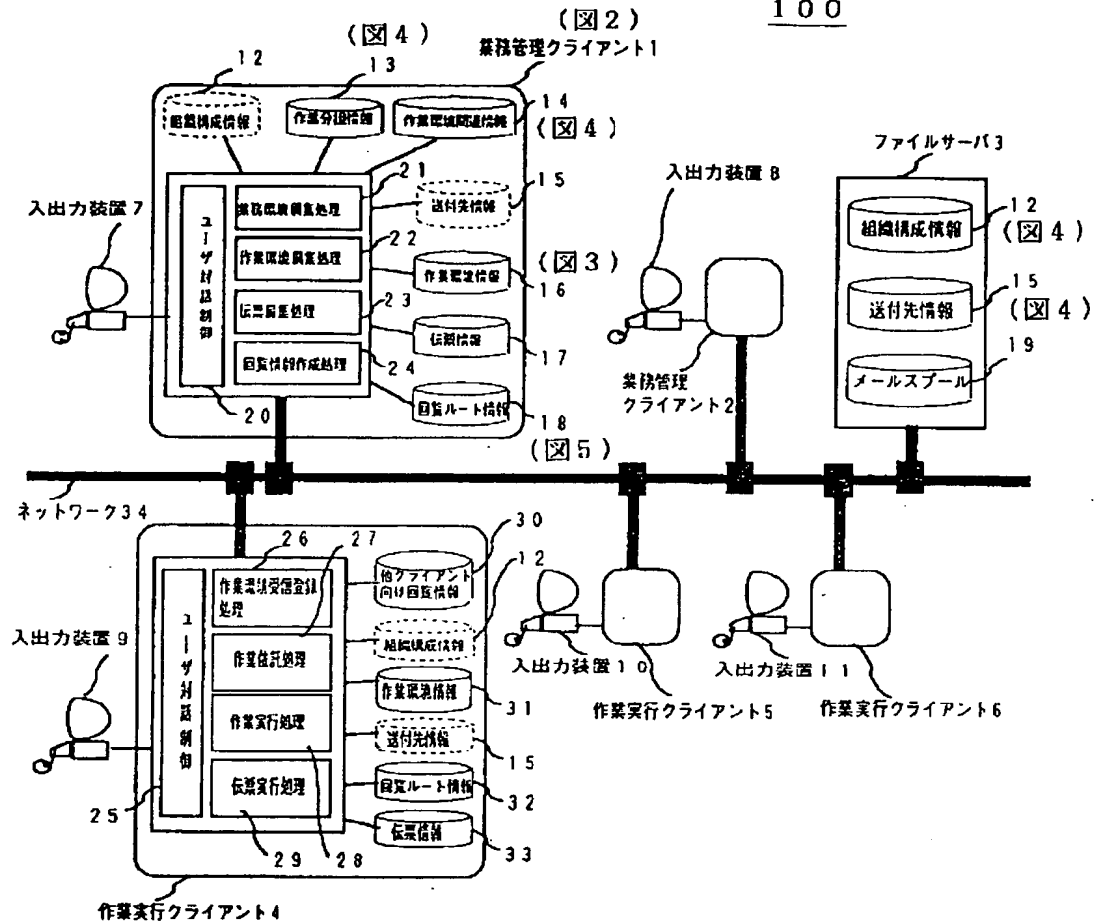 100
(図2)
(図4)
業務管理クライアント1
12
13
14
組織構成情報
作業分担情報
作業環境関連情報
(図4)
ファイルサーバ3
21
15
入出力装置8
入出力装置7
業務環境編集処理
送付先情報
12
組織構成情報
(図4)
22
作業環境編集処理
(図3)
作業環境情報
16
ユーザ対話制御
23
15
送付先情報
(図4)
伝票編集処理
伝票情報
17
24
19
回覧情報作成処理
業務管理
クライアント2
メールスプール
20
回覧ルート情報
18
(図5)
ネットワーク34
26
27
30
作業環境受信登録
処理
他クライアント
向け回覧情報
12
ユーザ対話制御
組織構成情報
入出力装置9
作業依託処理
入出力装置10
入出力装置11
作業環境情報
31
作業実行クライアント5
作業実行クライアント6
作業実行処理
送付先情報
15
25
伝票実行処理
回覧ルート情報
32
29
28
伝票情報
33
作業実行クライアント4